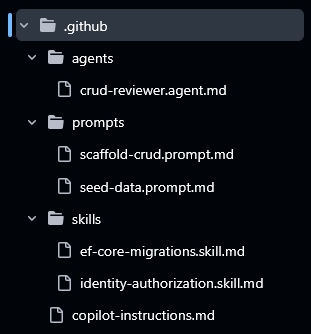 .github
agents
crud-reviewer.agent.md
prompts
scaffold-crud.prompt.md
seed-data.prompt.md
skills
ef-core-migrations.skill.md
identity-authorization.skill.md
copilot-instructions.md